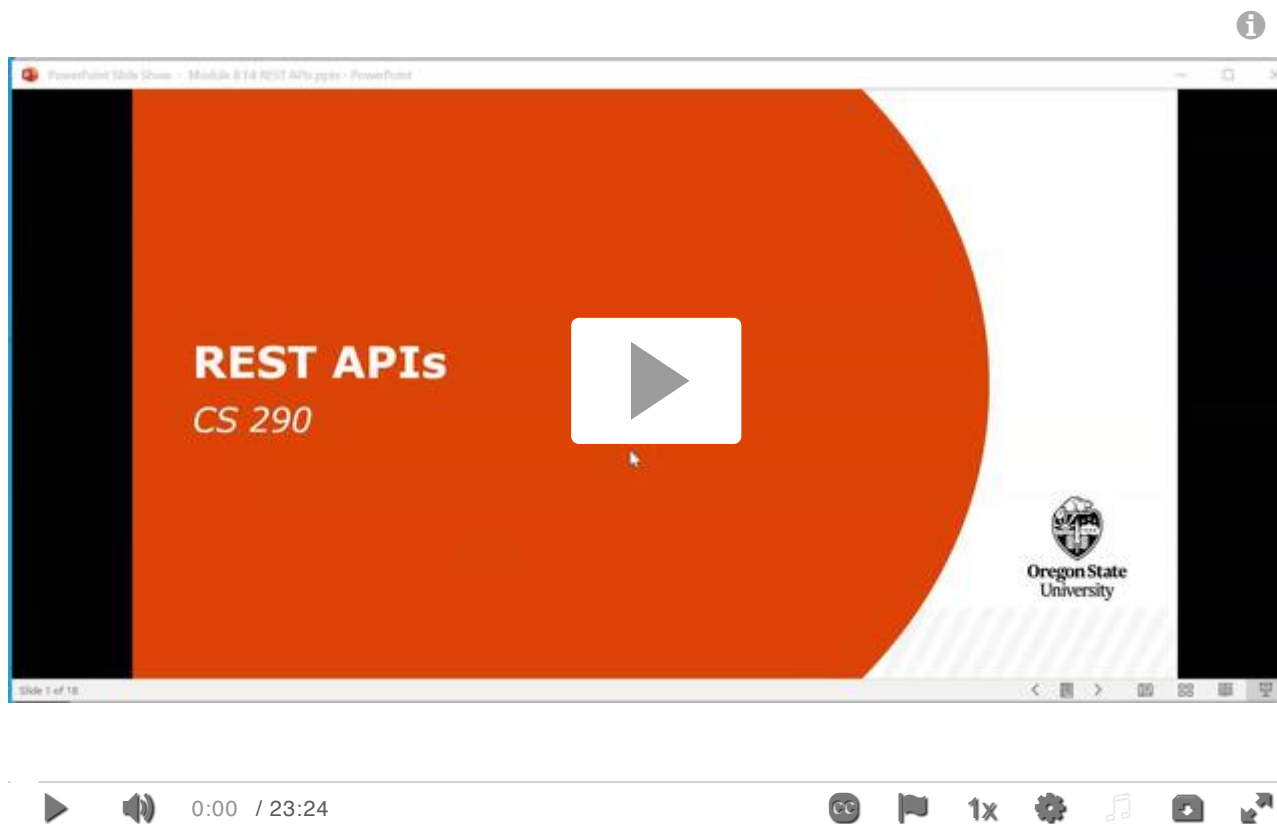 PowerPoint Slide Show - Module 8 E4 REST APIs.pptx - PowerPoint
REST APIs
CS 290
Oregon State
University
Slide 1 of 18
0:00 / 23:24
CC
1x